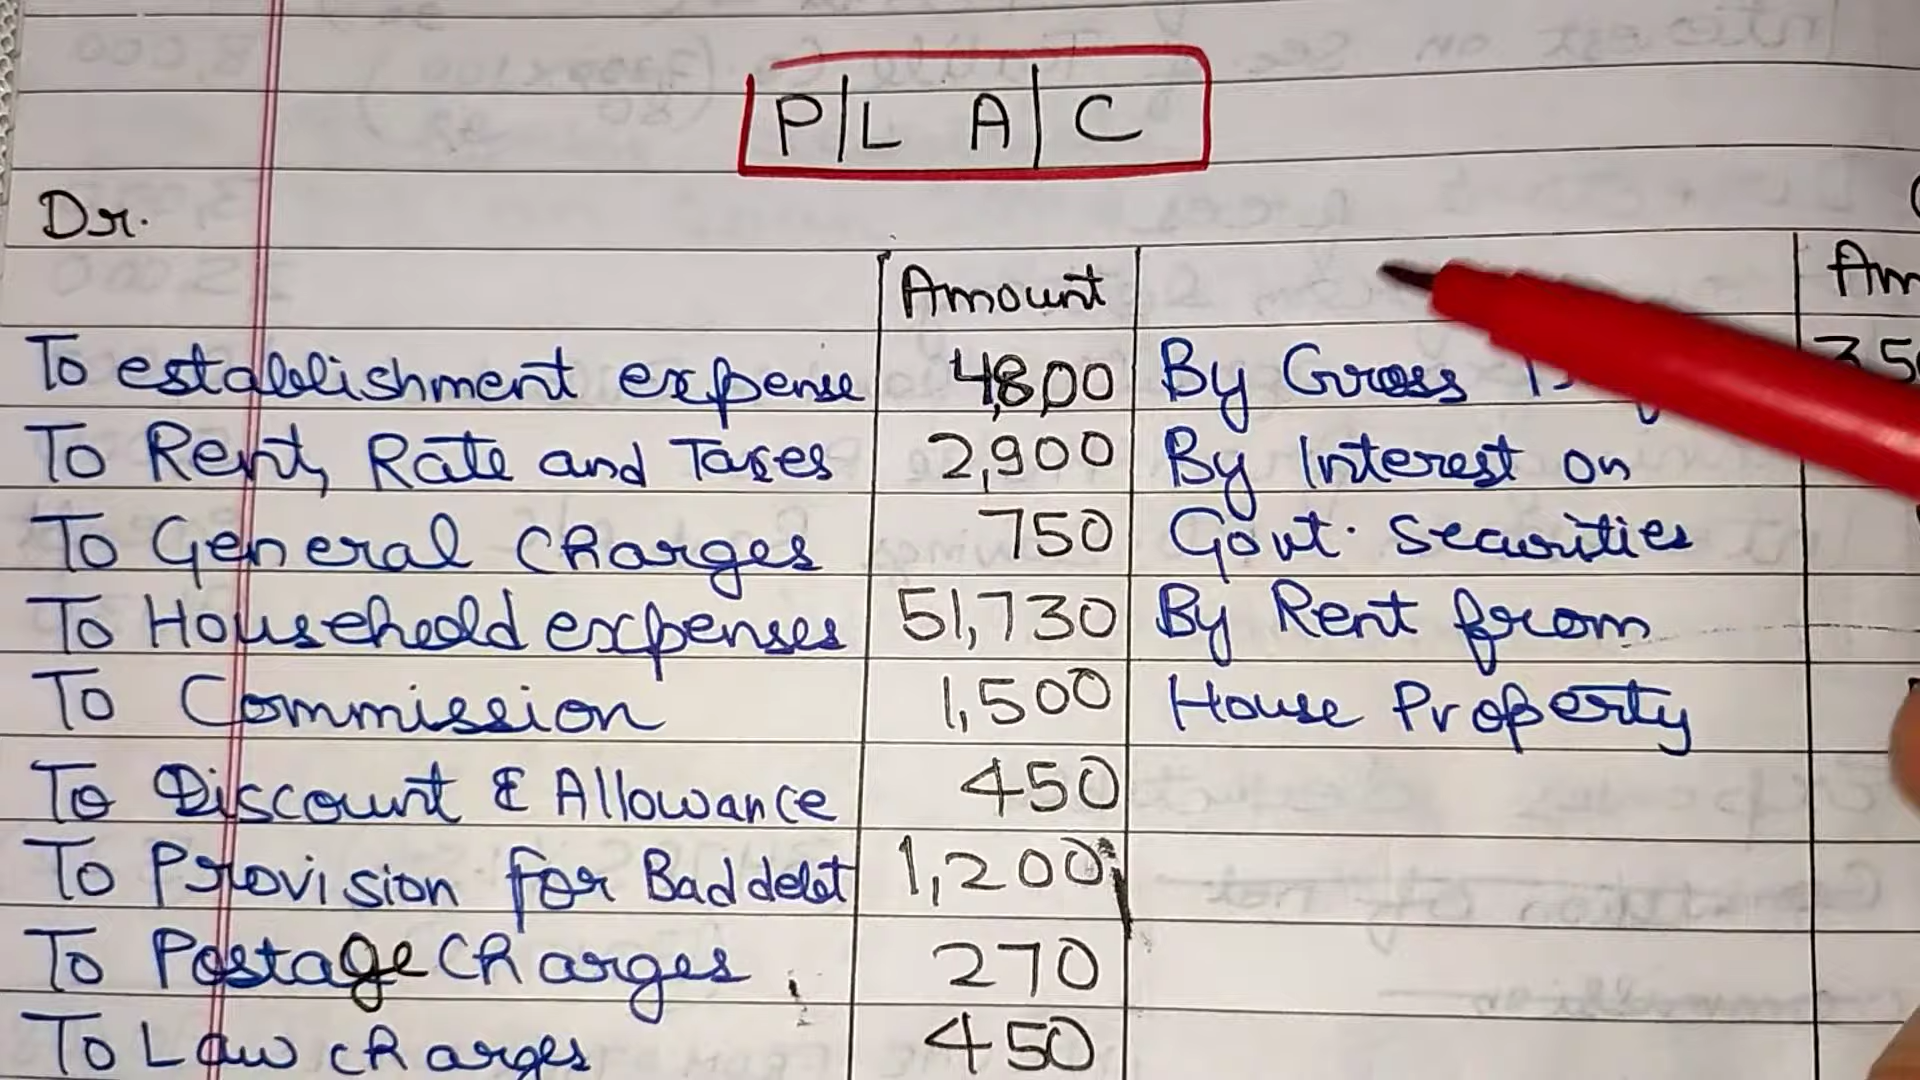 P/L A/C
Dr.
Amount
Am
To establishment expense 4,800 By Gross
To Rent, Rate and Taxes 2,900 By Interest on
To General Charges 750 Govt. Securities
To Household expenses 51,730 By Rent from
To Commission 1,500 House Property
To Discount & Allowance 450
To Provision for Bad debt 1,200
To Postage Charges 270
To Law charges 450